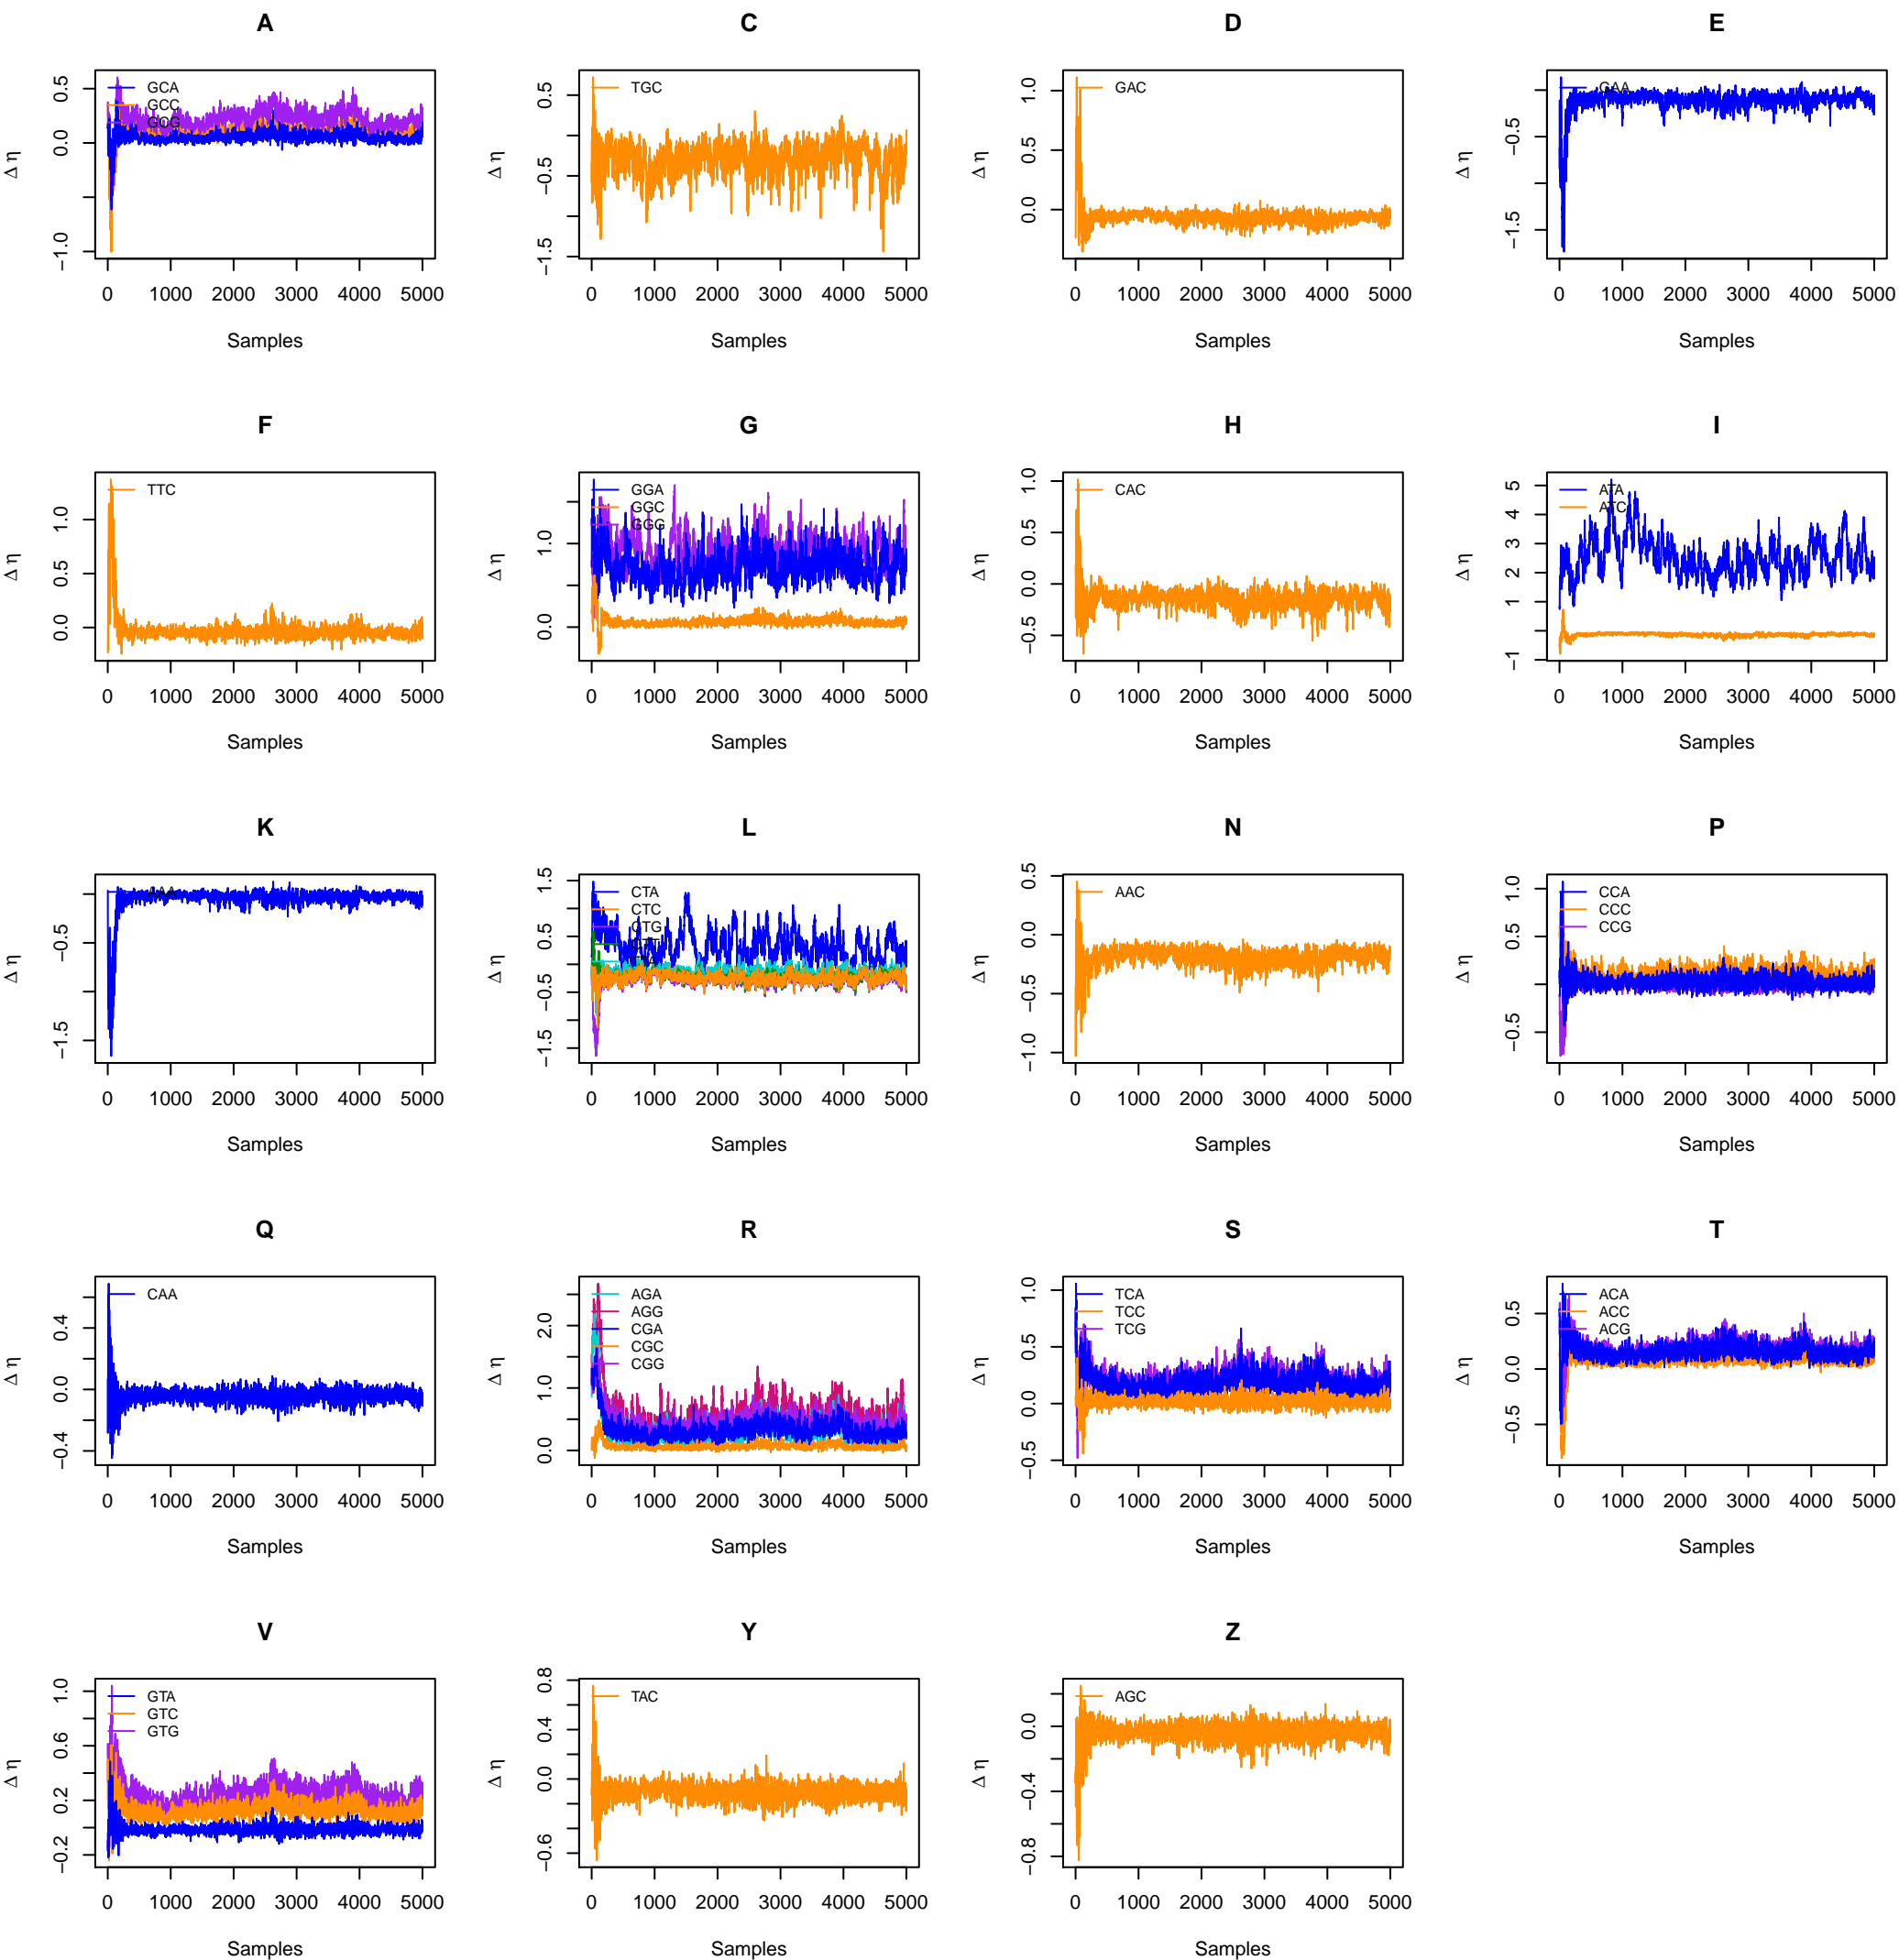 A
Δ η
0.5
0.0
−1.0
GCA
GCC
GCG
0 1000 2000 3000 4000 5000
Samples
C
Δ η
0.5
−0.5
−1.5
TGC
0 1000 2000 3000 4000 5000
Samples
D
Δ η
1.0
0.5
0.0
GAC
0 1000 2000 3000 4000 5000
Samples
E
Δ η
−0.5
−1.5
GAA
0 1000 2000 3000 4000 5000
Samples
F
Δ η
1.0
0.5
0.0
TTC
0 1000 2000 3000 4000 5000
Samples
G
Δ η
1.0
0.0
GGA
GGC
GGG
0 1000 2000 3000 4000 5000
Samples
H
Δ η
1.0
0.5
0.0
−0.5
CAC
0 1000 2000 3000 4000 5000
Samples
I
Δ η
5
4
3
2
1
−1
ATA
ATC
0 1000 2000 3000 4000 5000
Samples
K
Δ η
−0.5
−1.5
AAA
0 1000 2000 3000 4000 5000
Samples
L
Δ η
1.5
0.5
−0.5
−1.5
CTA
CTC
CTG
CTT
TTA
0 1000 2000 3000 4000 5000
Samples
N
Δ η
0.5
0.0
−0.5
−1.0
AAC
0 1000 2000 3000 4000 5000
Samples
P
Δ η
1.0
0.5
−0.5
CCA
CCC
CCG
0 1000 2000 3000 4000 5000
Samples
Q
Δ η
0.4
0.0
−0.4
CAA
0 1000 2000 3000 4000 5000
Samples
R
Δ η
2.0
1.0
0.0
AGA
AGG
CGA
CGC
CGG
0 1000 2000 3000 4000 5000
Samples
S
Δ η
1.0
0.5
0.0
−0.5
TCA
TCC
TCG
0 1000 2000 3000 4000 5000
Samples
T
Δ η
0.5
0.0
−0.5
ACA
ACC
ACG
0 1000 2000 3000 4000 5000
Samples
V
Δ η
1.0
0.6
0.2
−0.2
GTA
GTC
GTG
0 1000 2000 3000 4000 5000
Samples
Y
Δ η
0.8
0.4
0.0
−0.6
TAC
0 1000 2000 3000 4000 5000
Samples
Z
Δ η
0.0
−0.4
−0.8
AGC
0 1000 2000 3000 4000 5000
Samples